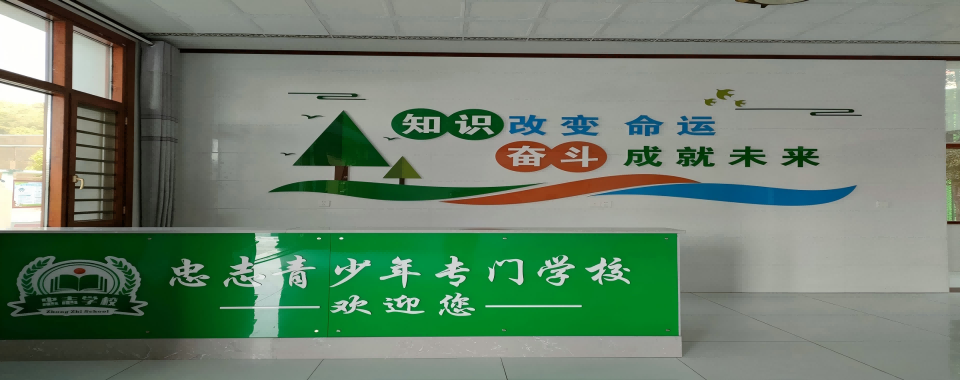 知识改变 命运
奋斗 成就未来
忠志青少年专门学校
欢迎您
忠志学校
Zhong Zhi School